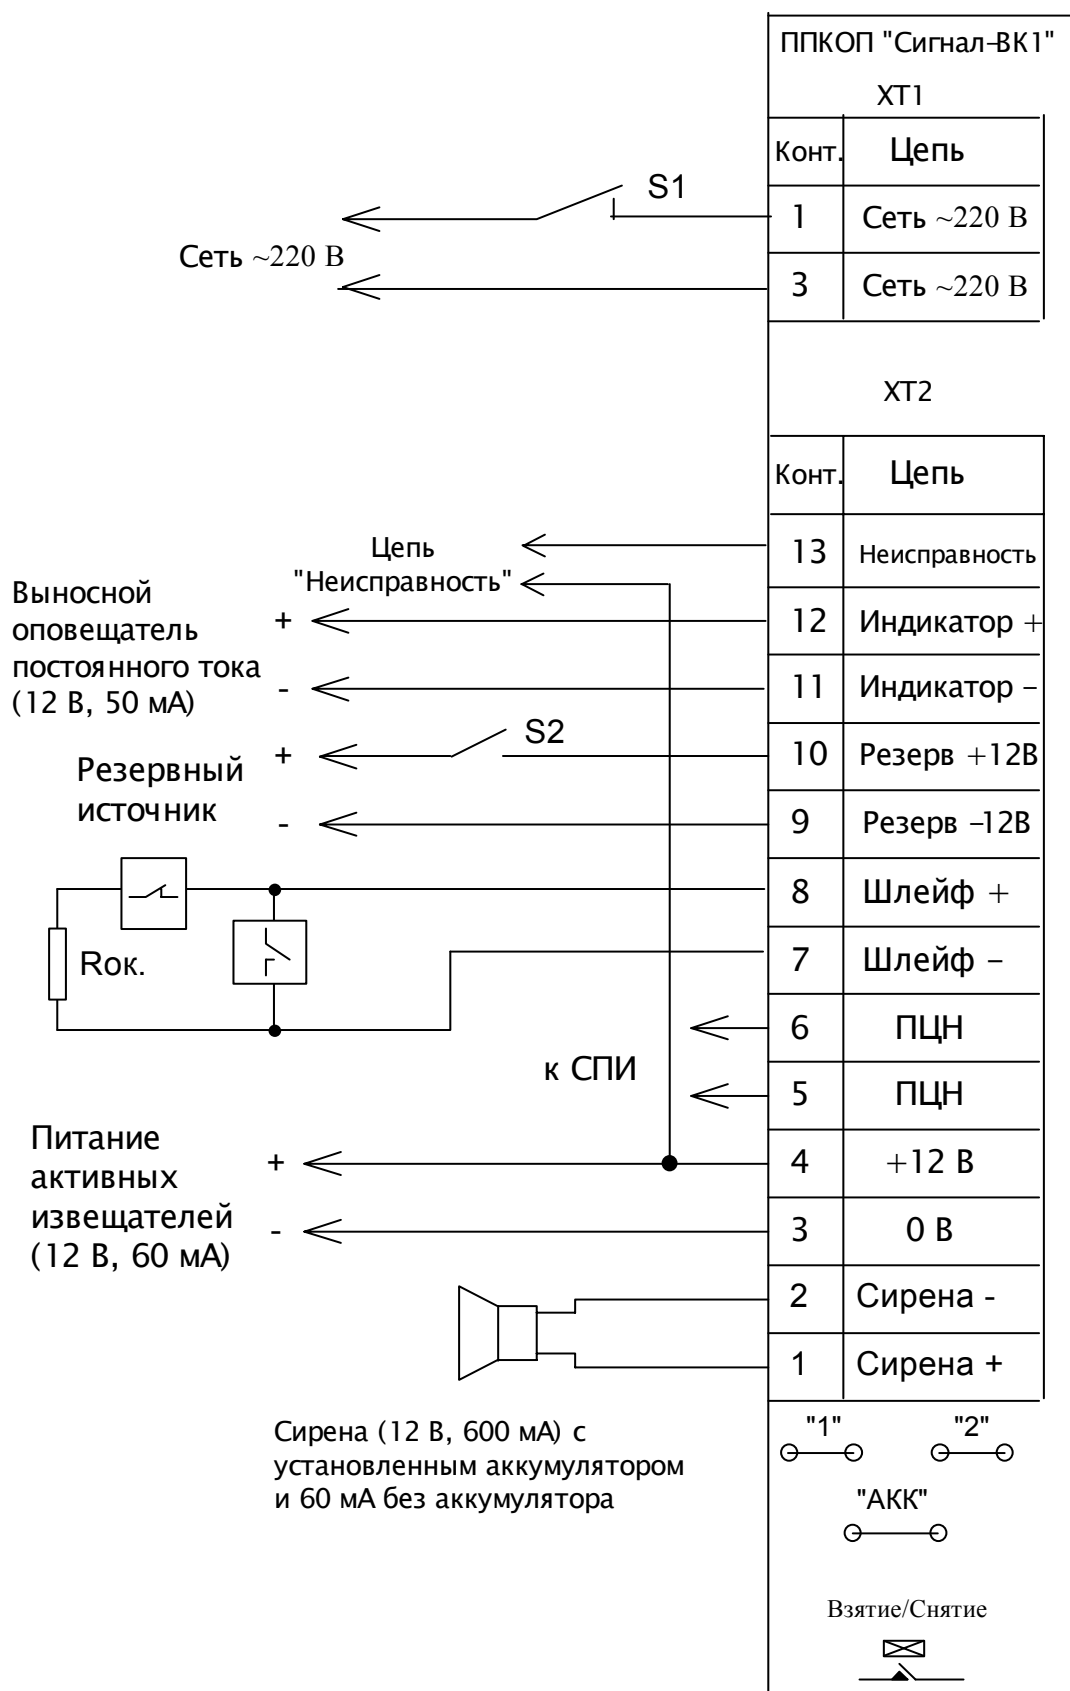 ППКОП "Сигнал-ВК1"
ХТ1
Конт. Цепь
S1
1 Сеть ~220 В
Сеть ~220 В
3 Сеть ~220 В
ХТ2
Конт. Цепь
13 Неисправность
Цепь
"Неисправность"
Выносной
оповещатель
постоянного тока
(12 В, 50 мА)
+
12 Индикатор +
-
11 Индикатор –
S2
+
10 Резерв +12В
Резервный
источник
-
9 Резерв –12В
8 Шлейф +
Rок.
7 Шлейф –
6 ПЦН
к СПИ
5 ПЦН
Питание
активных
извещателей
(12 В, 60 мА)
+
4 +12 В
-
3 0 В
2 Сирена -
1 Сирена +
Сирена (12 В, 600 мА) с
установленным аккумулятором
и 60 мА без аккумулятора
"1" "2"
"АКК"
Взятие/Снятие